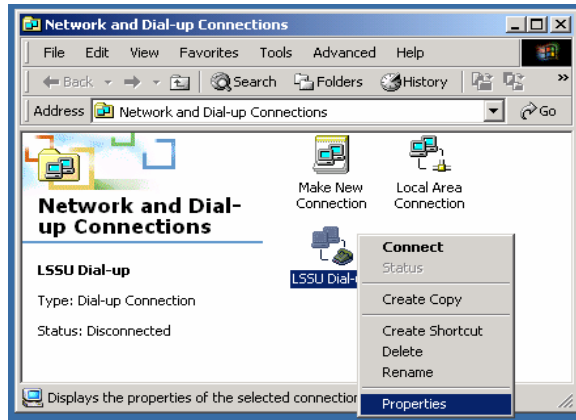 Network and Dial-up Connections
File Edit View Favorites Tools Advanced Help
Back Search Folders History »
Address Network and Dial-up Connections Go
Network and Dial-
up Connections
LSSU Dial-up
Type: Dial-up Connection
Status: Disconnected
Make New
Connection
Local Area
Connection
LSSU Dial-
Connect
Status
Create Copy
Create Shortcut
Delete
Rename
Properties
Displays the properties of the selected connection